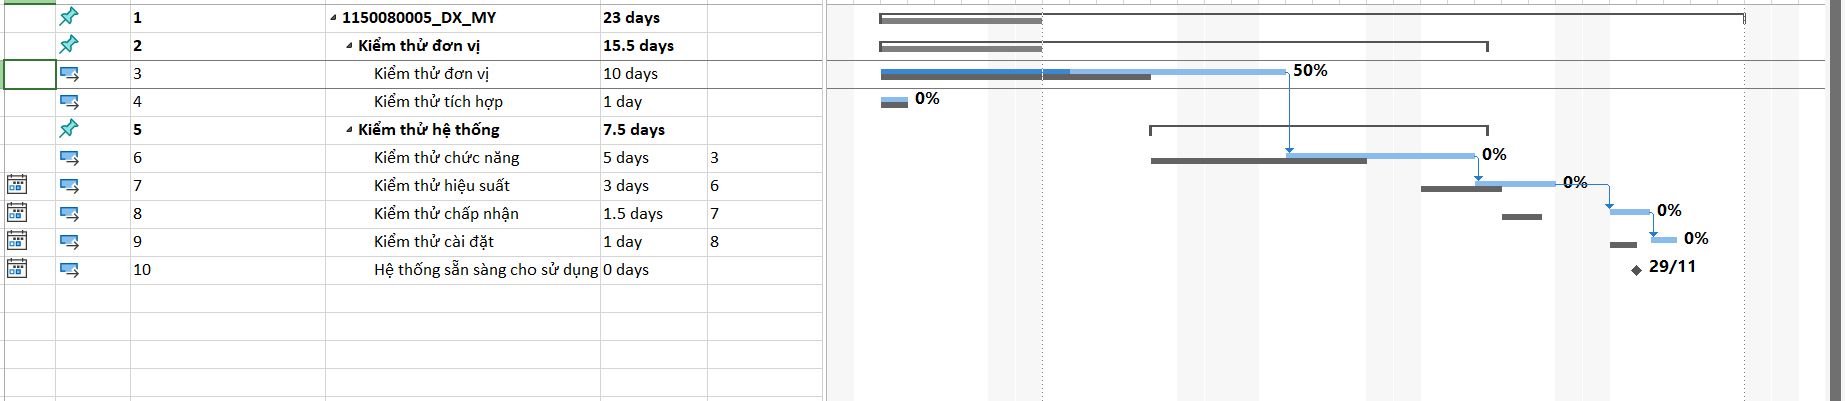 1 1150080005_DX_MY 23 days
2 Kiểm thử đơn vị 15.5 days
3 Kiểm thử đơn vị 10 days 50%
4 Kiểm thử tích hợp 1 day 0%
5 Kiểm thử hệ thống 7.5 days
6 Kiểm thử chức năng 5 days 3 0%
7 Kiểm thử hiệu suất 3 days 6 0%
8 Kiểm thử chấp nhận 1.5 days 7 0%
9 Kiểm thử cài đặt 1 day 8 0%
10 Hệ thống sẵn sàng cho sử dụng 0 days 29/11